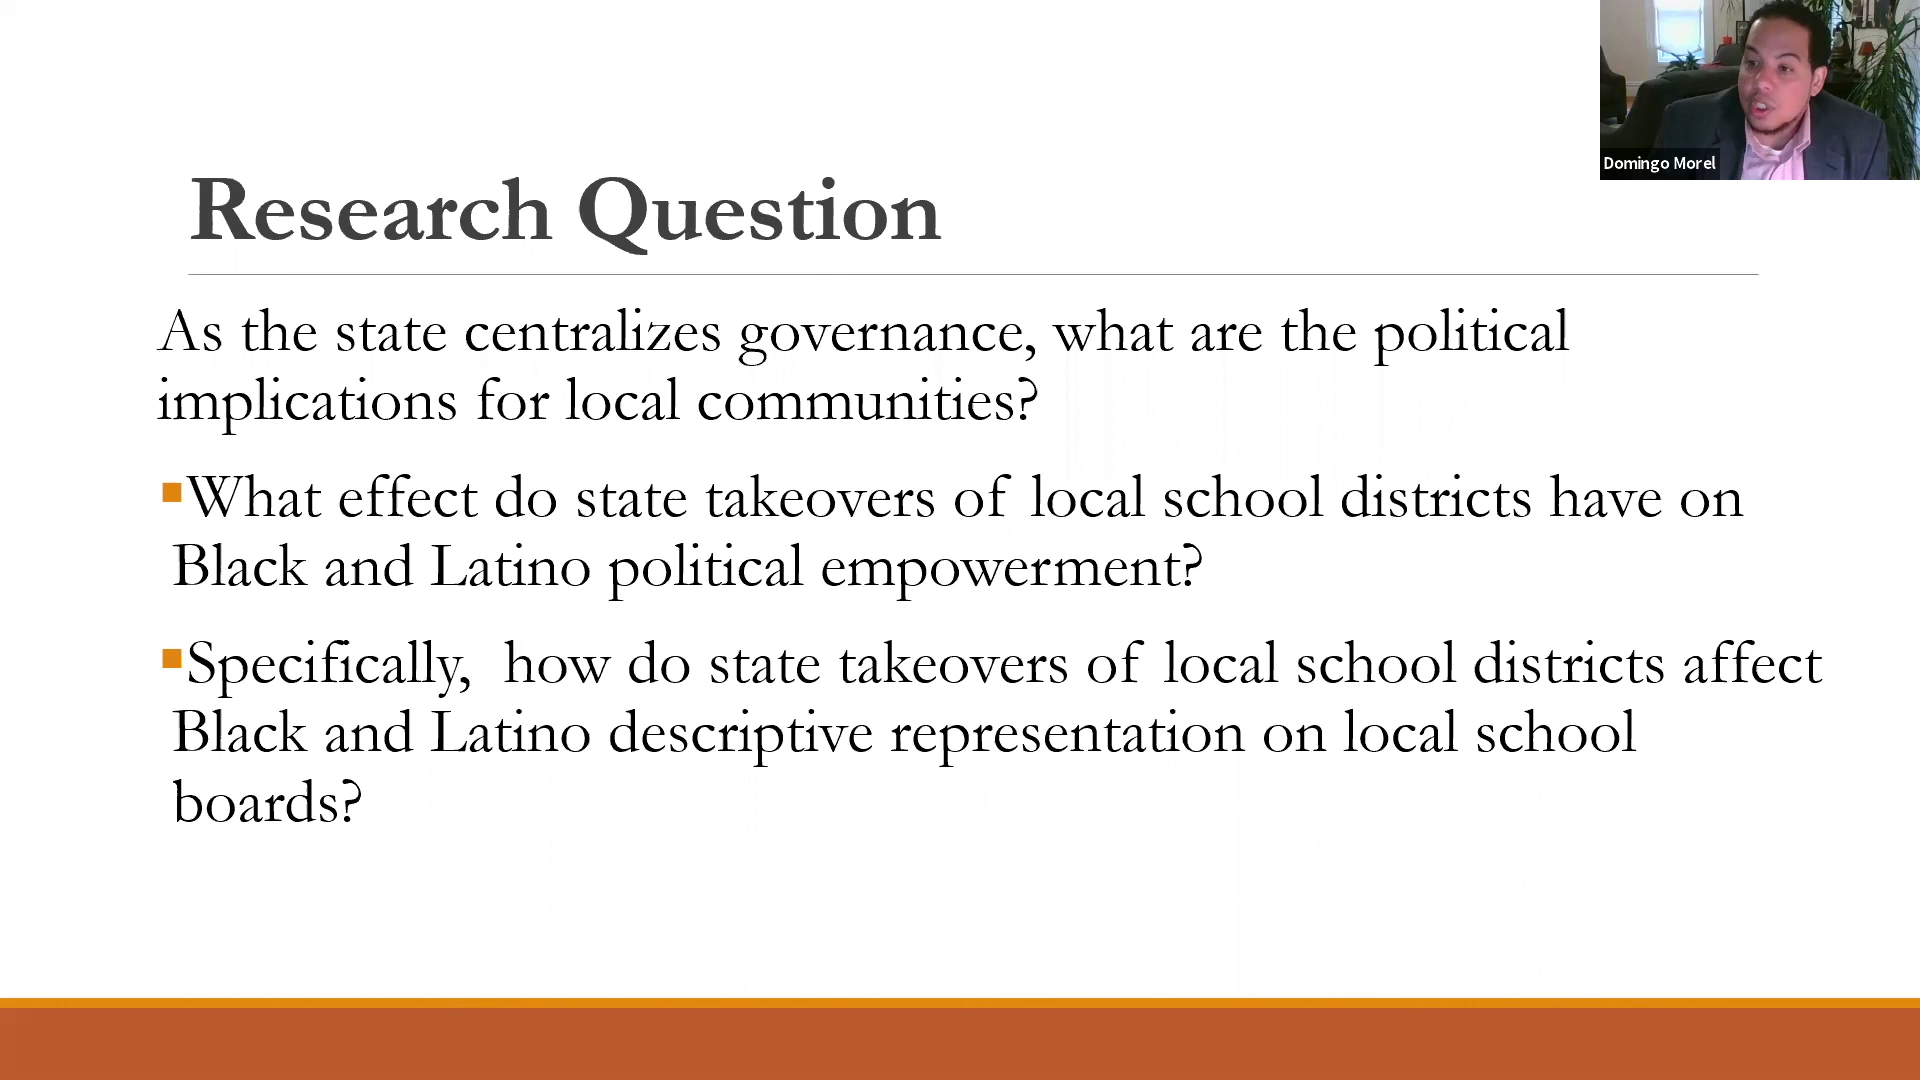 Domingo Morel
Research Question
As the state centralizes governance, what are the political
implications for local communities?
▪What effect do state takeovers of local school districts have on
Black and Latino political empowerment?
▪Specifically, how do state takeovers of local school districts affect
Black and Latino descriptive representation on local school
boards?